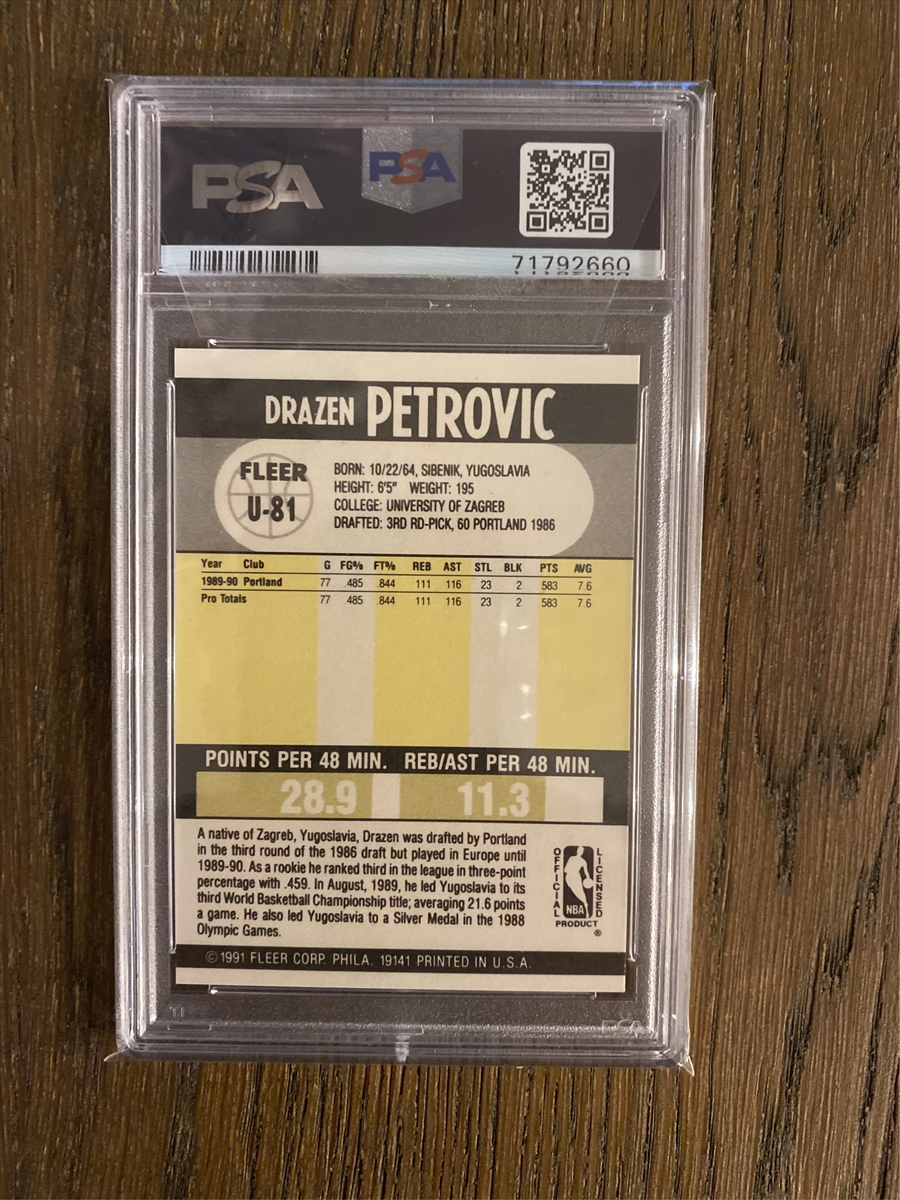 PSA
PSA
71792660
DRAZEN PETROVIC
FLEER
U-81
BORN: 10/22/64, SIBENIK, YUGOSLAVIA
HEIGHT: 6'5" WEIGHT: 195
COLLEGE: UNIVERSITY OF ZAGREB
DRAFTED: 3RD RD-PICK, 60 PORTLAND 1986
Year Club G FG% FT% REB AST STL BLK PTS AVG
1989-90 Portland 77 .485 .844 111 116 23 2 583 7.6
Pro Totals 77 .485 .844 111 116 23 2 583 7.6
POINTS PER 48 MIN. REB/AST PER 48 MIN.
28.9 11.3
A native of Zagreb, Yugoslavia, Drazen was drafted by Portland
in the third round of the 1986 draft but played in Europe until
1989-90. As a rookie he ranked third in the league in three-point
percentage with .459. In August, 1989, he led Yugoslavia to its
third World Basketball Championship title; averaging 21.6 points
a game. He also led Yugoslavia to a Silver Medal in the 1988
Olympic Games.
OFFICIAL LICENSED
NBA
PRODUCT
®
© 1991 FLEER CORP. PHILA. 19141 PRINTED IN U.S.A.